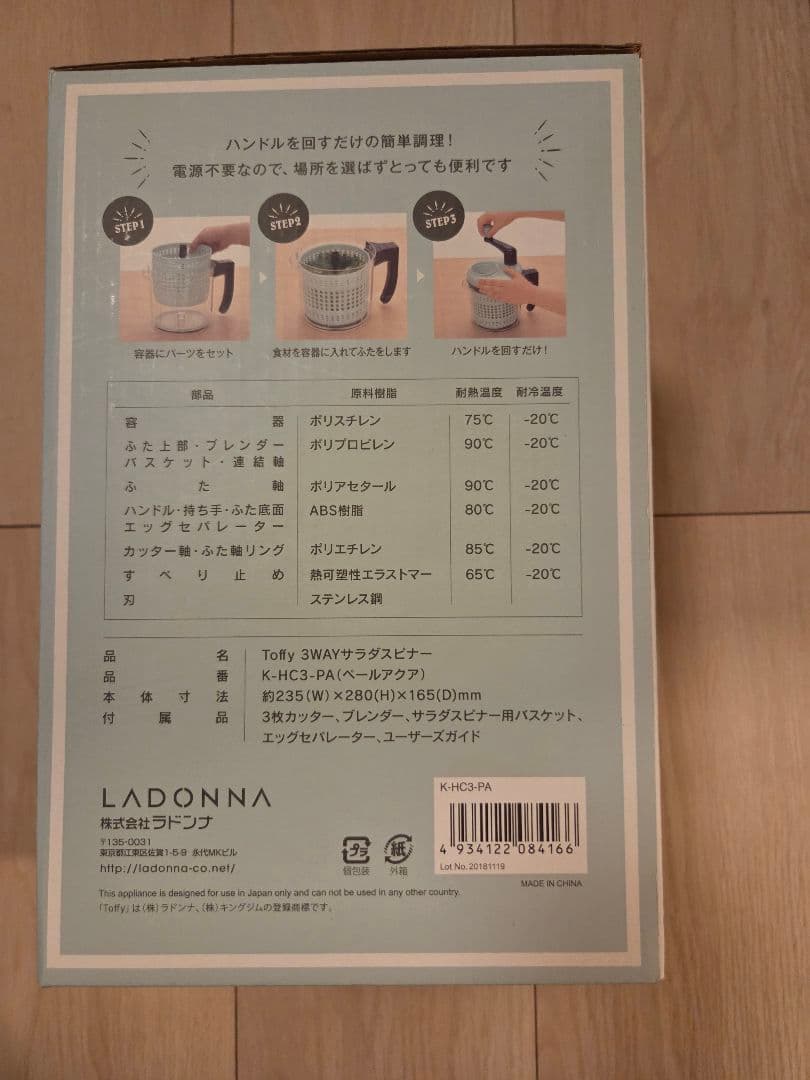 ハンドルを回すだけの簡単調理!
電源不要なので、場所を選ばずとっても便利です
STEP1
STEP2
STEP3
容器にパーツをセット
食材を容器に入れてふたをします
ハンドルを回すだけ!
部品 原料樹脂 耐熱温度 耐冷温度
容器 ポリスチレン 75℃ -20℃
ふた上部・ブレンダー ポリプロピレン 90℃ -20℃
バスケット・連結軸
ふた軸 ポリアセタール 90℃ -20℃
ハンドル・持ち手・ふた底面 ABS樹脂 80℃ -20℃
エッグセパレーター
カッター軸・ふた軸リング ポリエチレン 85℃ -20℃
すべり止め 熱可塑性エラストマー 65℃ -20℃
刃 ステンレス鋼
品名 Toffy 3WAYサラダスピナー
品番 K-HC3-PA(ペールアクア)
本体寸法 約235(W)×280(H)×165(D)mm
付属品 3枚カッター、ブレンダー、サラダスピナー用バスケット、
エッグセパレーター、ユーザーズガイド
LADONNA
株式会社ラドンナ
〒135-0031
東京都江東区佐賀1-5-9 永代MKビル
http://ladonna-co.net/
プラ
個包装
紙
外箱
K-HC3-PA
4 934122 084166
Lot No. 20181119
MADE IN CHINA
This appliance is designed for use in Japan only and can not be used in any other country.
「Toffy」は(株)ラドンナ、(株)キングジムの登録商標です。